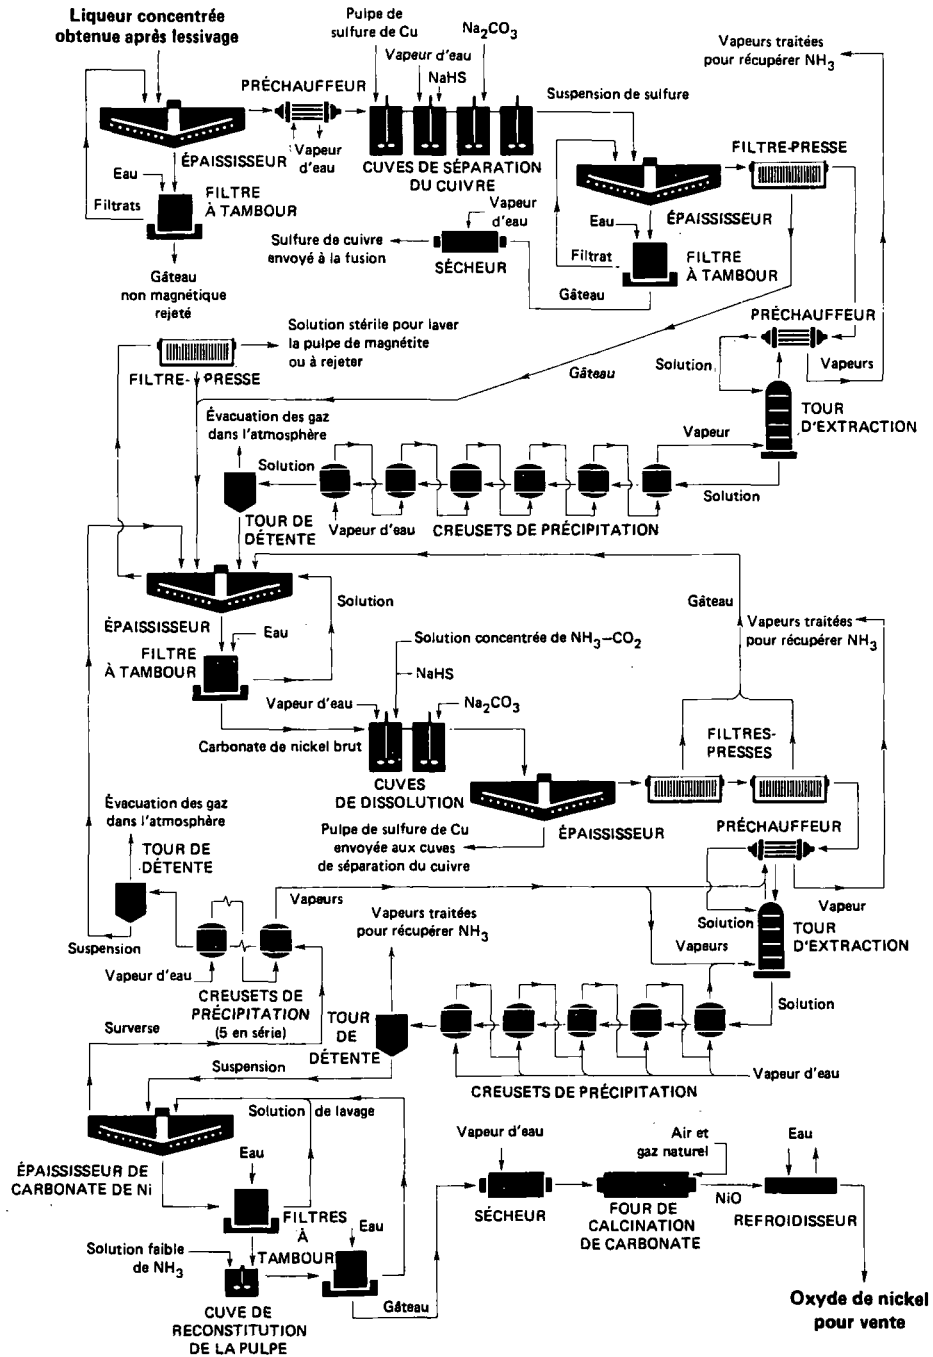 Liqueur concentrée
obtenue après lessivage
Pulpe de
sulfure de Cu
Na2CO3
Vapeur d'eau
NaHS
Vapeurs traitées
pour récupérer NH3
PRÉCHAUFFEUR
Suspension de sulfure
FILTRE-PRESSE
ÉPAISSISSEUR
Vapeur
d'eau
CUVES DE SÉPARATION
DU CUIVRE
Eau
Filtrats
FILTRE
À TAMBOUR
Vapeur
d'eau
Eau
ÉPAISSISSEUR
Sulfure de cuivre
envoyé à la fusion
SÉCHEUR
Filtrat
FILTRE
À TAMBOUR
Gâteau
non magnétique
rejeté
Gâteau
PRÉCHAUFFEUR
Solution stérile pour laver
la pulpe de magnétite
ou à rejeter
Solution
Vapeurs
FILTRE-PRESSE
Gâteau
TOUR
D'EXTRACTION
Évacuation des gaz
dans l'atmosphère
Vapeur
Solution
Solution
TOUR DE
DÉTENTE
Vapeur d'eau
CREUSETS DE PRÉCIPITATION
Solution
Gâteau
ÉPAISSISSEUR
Eau
Vapeurs traitées
pour récupérer NH3
Solution concentrée de NH3–CO2
FILTRE
À TAMBOUR
NaHS
Vapeur d'eau
Na2CO3
Carbonate de nickel brut
FILTRES-
PRESSES
CUVES
DE DISSOLUTION
Évacuation des gaz
dans l'atmosphère
ÉPAISSISSEUR
PRÉCHAUFFEUR
Pulpe de sulfure de Cu
envoyée aux cuves
de séparation du cuivre
TOUR DE
DÉTENTE
Vapeurs
Vapeur
Vapeurs traitées
pour récupérer NH3
Solution
TOUR
D'EXTRACTION
Suspension
Vapeurs
Vapeur d'eau
CREUSETS DE
PRÉCIPITATION
(5 en série)
Solution
Surverse
TOUR
DE
DÉTENTE
Suspension
Vapeur d'eau
CREUSETS DE PRÉCIPITATION
Solution de lavage
Vapeur d'eau
Air et
gaz naturel
Eau
Eau
ÉPAISSISSEUR DE
CARBONATE DE Ni
NiO
SÉCHEUR
FOUR DE
CALCINATION
DE CARBONATE
REFROIDISSEUR
FILTRES
À
TAMBOUR
Eau
Solution faible
de NH3
Gâteau
CUVE DE
RECONSTITUTION
DE LA PULPE
Oxyde de nickel
pour vente